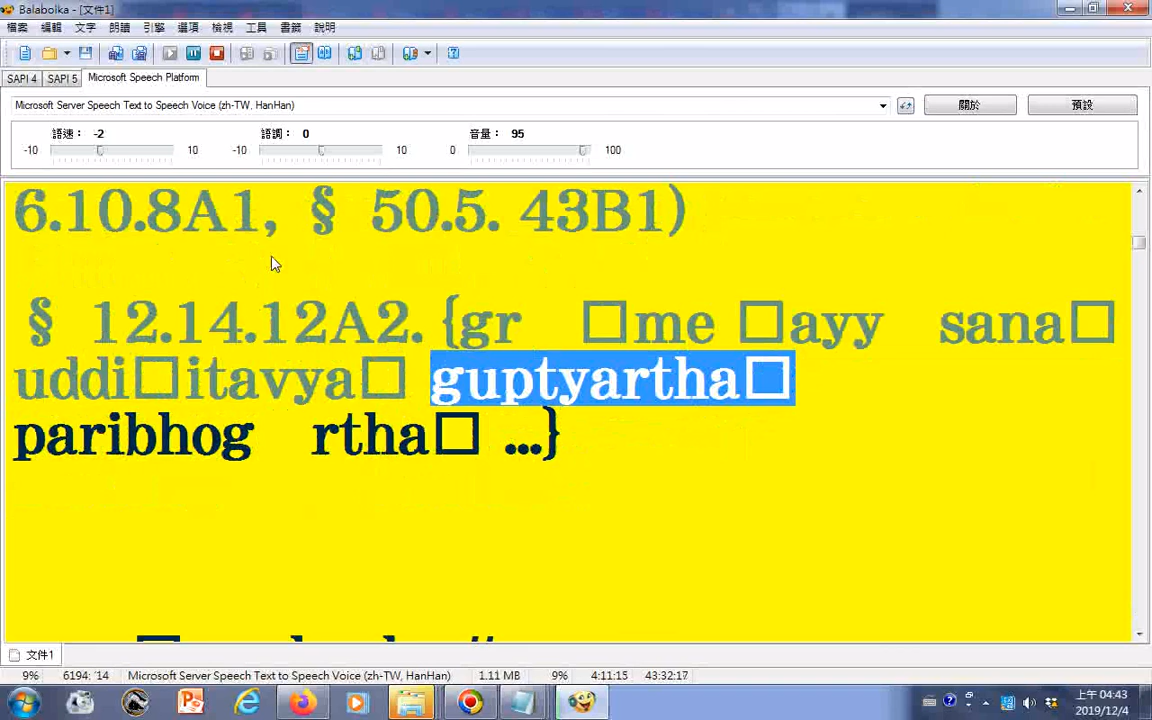 Balabolka - [文件1]
檔案 編輯 文字 朗讀 引擎 選項 檢視 工具 書籤 說明
SAPI 4 SAPI 5 Microsoft Speech Platform
Microsoft Server Speech Text to Speech Voice (zh-TW, HanHan) 關於 預設
語速： -2 語調： 0 音量： 95
-10 10 -10 10 0 100
6.10.8A1, § 50.5. 43B1)
§ 12.14.12A2. {gr □me □ayy sana□
uddi□itavya□ guptyartha□
paribhog rtha□ ...}
文件1
9% 6194: '14 Microsoft Server Speech Text to Speech Voice (zh-TW, HanHan) 1.11 MB 9% 4:11:15 43:32:17
上午 04:43
2019/12/4